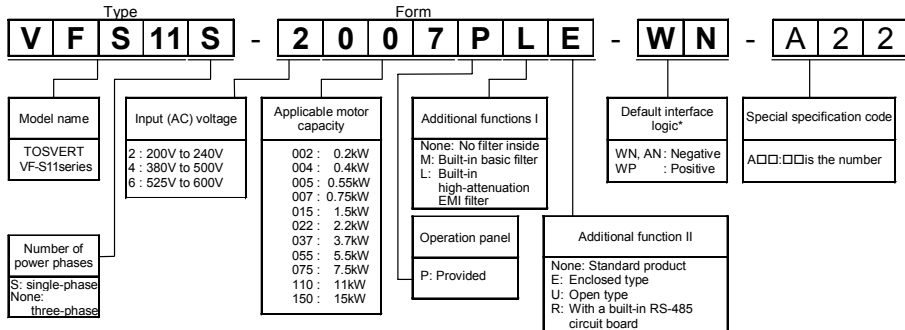 Type
Form
V F S 11 S - 2 0 0 7 P L E - W N - A 2 2
Model name
TOSVERT
VF-S11series
Number of
power phases
S: single-phase
None:
three-phase
Input (AC) voltage
2 : 200V to 240V
4 : 380V to 500V
6 : 525V to 600V
Applicable motor
capacity
002 : 0.2kW
004 : 0.4kW
005 : 0.55kW
007 : 0.75kW
015 : 1.5kW
022 : 2.2kW
037 : 3.7kW
055 : 5.5kW
075 : 7.5kW
110 : 11kW
150 : 15kW
Additional functions I
None: No filter inside
M: Built-in basic filter
L: Built-in
high-attenuation
EMI filter
Operation panel
P: Provided
Additional function II
None: Standard product
E: Enclosed type
U: Open type
R: With a built-in RS-485
circuit board
Default interface
logic*
WN, AN : Negative
WP : Positive
Special specification code
A□□:□□is the number